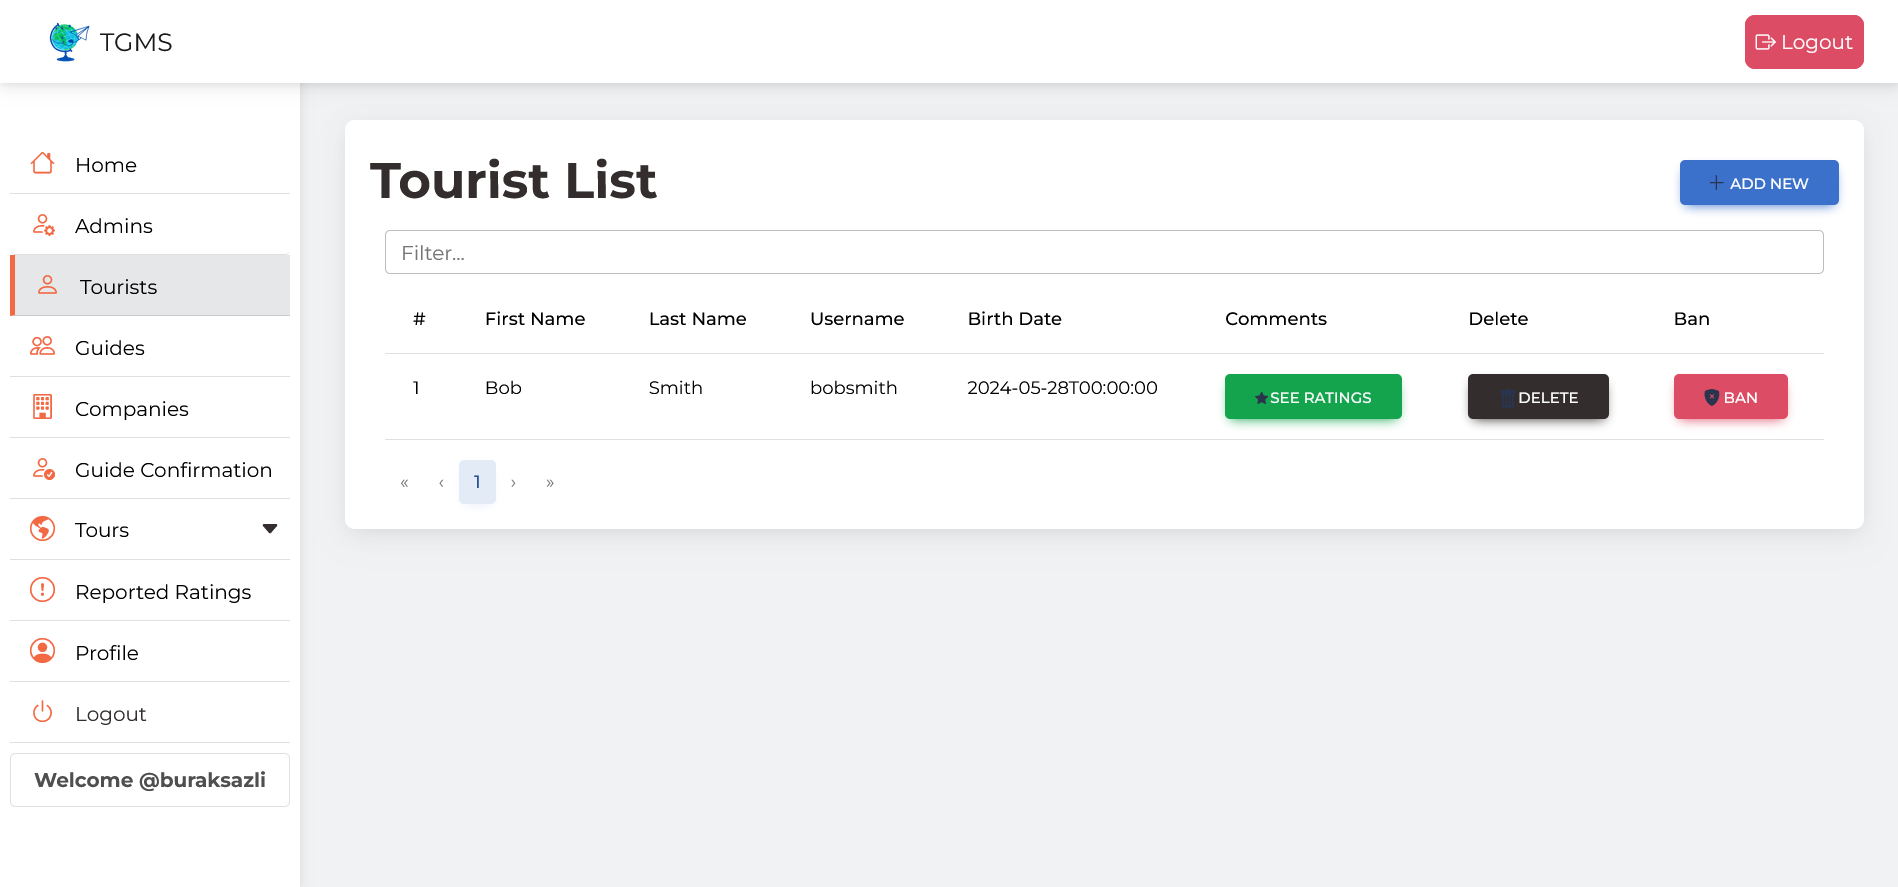 TGMS
Logout
Home
Admins
Tourists
Guides
Companies
Guide Confirmation
Tours
Reported Ratings
Profile
Logout
Welcome @buraksazli
Tourist List
ADD NEW
Filter...
# First Name Last Name Username Birth Date Comments Delete Ban
1 Bob Smith bobsmith 2024-05-28T00:00:00 SEE RATINGS DELETE BAN
« ‹ 1 › »